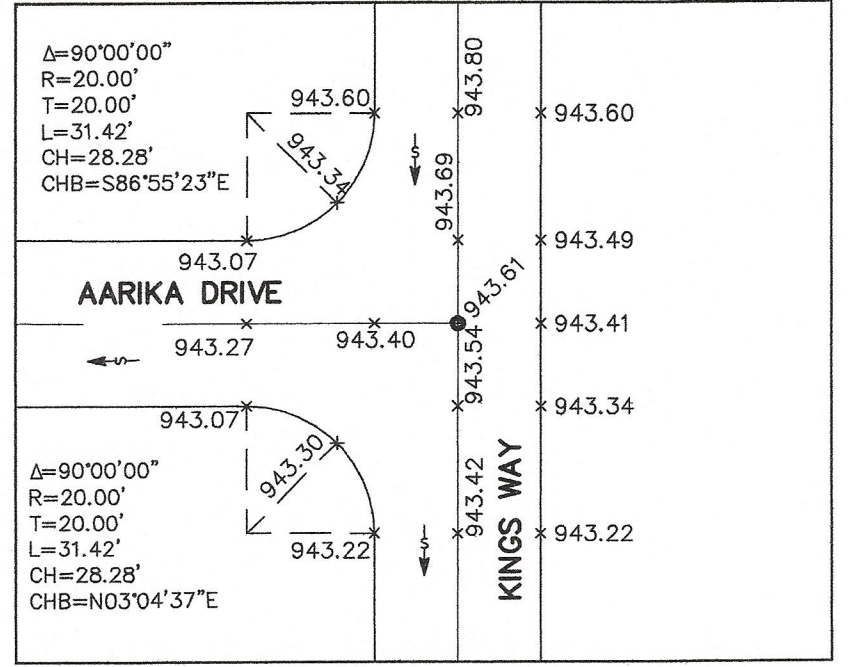 Δ=90°00'00"
R=20.00'
T=20.00'
L=31.42'
CH=28.28'
CHB=S86°55'23"E
943.60
943.34
943.07
943.80
943.69
943.60
943.49
AARIKA DRIVE
943.61
943.27
943.40
943.54
943.41
S
S
943.07
943.34
943.30
943.42
KINGS WAY
943.22
943.22
S
Δ=90°00'00"
R=20.00'
T=20.00'
L=31.42'
CH=28.28'
CHB=N03°04'37"E